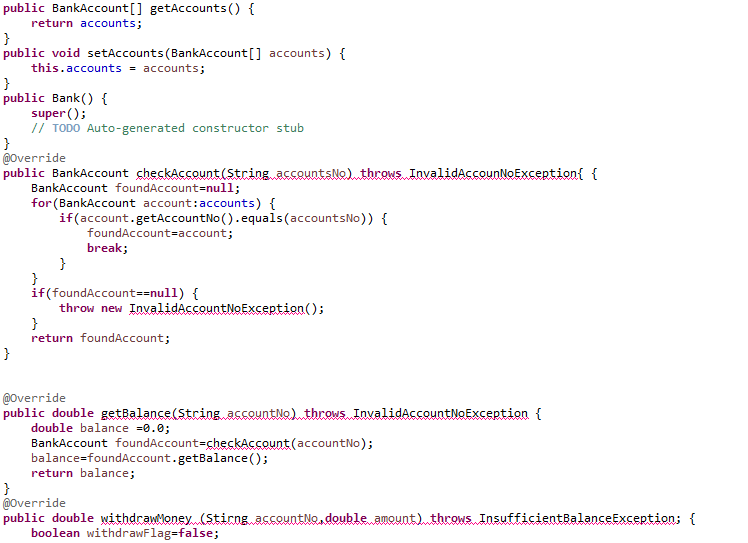 public BankAccount[] getAccounts() {
    return accounts;
}
public void setAccounts(BankAccount[] accounts) {
    this.accounts = accounts;
}
public Bank() {
    super();
    // TODO Auto-generated constructor stub
}
@Override
public BankAccount checkAccount(String accountsNo) throws InvalidAccounNoException{ {
    BankAccount foundAccount=null;
    for(BankAccount account:accounts) {
        if(account.getAccountNo().equals(accountsNo)) {
            foundAccount=account;
            break;
        }
    }
    if(foundAccount==null) {
        throw new InvalidAccountNoException();
    }
    return foundAccount;
}
@Override
public double getBalance(String accountNo) throws InvalidAccountNoException {
    double balance =0.0;
    BankAccount foundAccount=checkAccount(accountNo);
    balance=foundAccount.getBalance();
    return balance;
}
@Override
public double withdrawMoney (Stirng accountNo,double amount) throws InsufficientBalanceException; {
    boolean withdrawFlag=false;